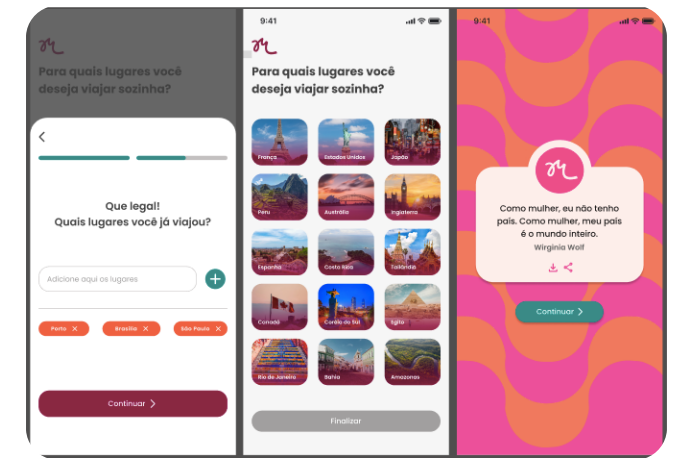 Para quais lugares você
deseja viajar sozinha?
Que legal!
Quais lugares você já viajou?
Adicione aqui os lugares
Porto X
Brasília X
São Paulo X
Continuar
9:41
Para quais lugares você
deseja viajar sozinha?
França
Estados Unidos
Japão
Peru
Austrália
Inglaterra
Espanha
Costa Rica
Tailândia
Canadá
Coréia do Sul
Egito
Rio de Janeiro
Bahia
Amazonas
Finalizar
9:41
Como mulher, eu não tenho
país. Como mulher, meu país
é o mundo inteiro.
Wirginia Wolf
Continuar